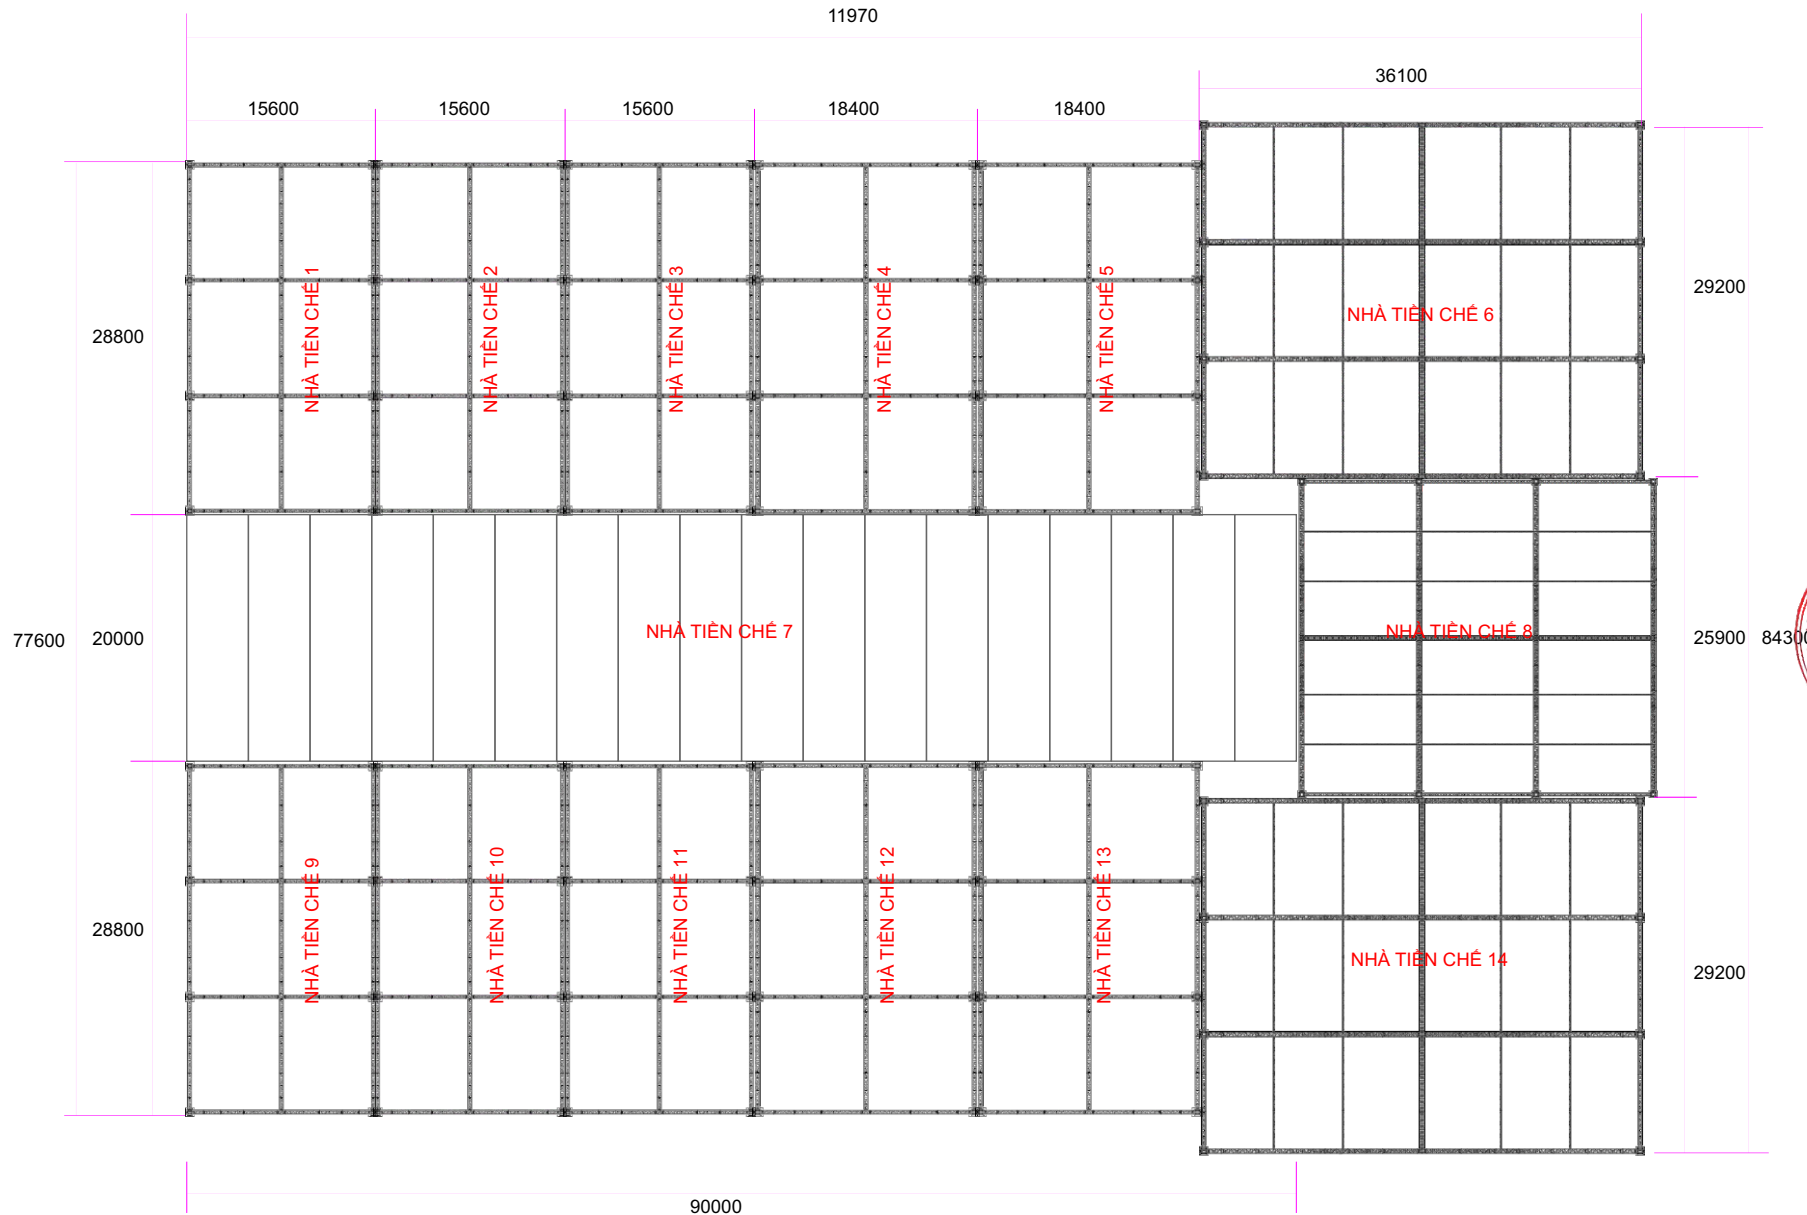 11970
36100
15600
15600
15600
18400
18400
28800
NHÀ TIỀN CHẾ 1
NHÀ TIỀN CHẾ 2
NHÀ TIỀN CHẾ 3
NHÀ TIỀN CHẾ 4
NHÀ TIỀN CHẾ 5
NHÀ TIỀN CHẾ 6
29200
77600
20000
NHÀ TIỀN CHẾ 7
NHÀ TIỀN CHẾ 8
25900
84300
28800
NHÀ TIỀN CHẾ 9
NHÀ TIỀN CHẾ 10
NHÀ TIỀN CHẾ 11
NHÀ TIỀN CHẾ 12
NHÀ TIỀN CHẾ 13
NHÀ TIỀN CHẾ 14
29200
90000